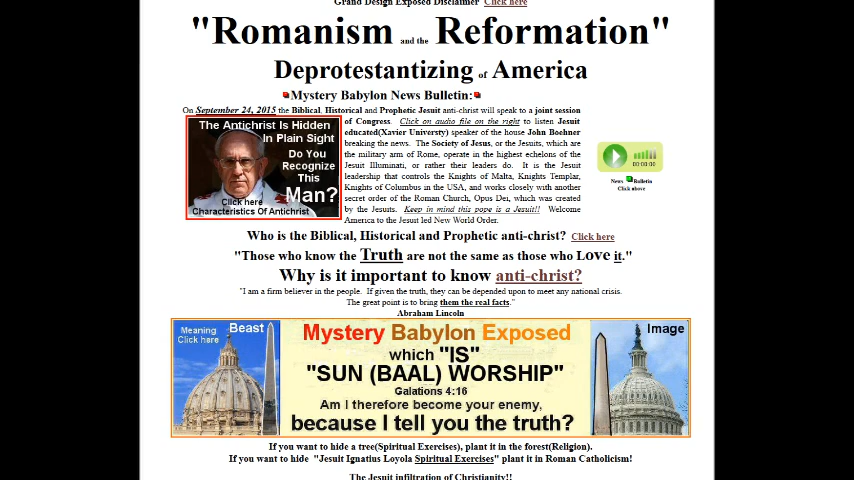 Grand Design Exposed Disclaimer Click here
"Romanism and the Reformation"
Deprotestantizing of America
Mystery Babylon News Bulletin:
On September 24, 2015 the Biblical, Historical and Prophetic Jesuit anti-christ will speak to a joint session
of Congress. Click on audio file on the right to listen Jesuit
educated(Xavier Universty) speaker of the house John Boehner
breaking the news. The Society of Jesus, or the Jesuits, which are
the military arm of Rome, operate in the highest echelons of the
Jesuit Illuminati, or rather their leaders do. It is the Jesuit
leadership that controls the Knights of Malta, Knights Templar,
Knights of Columbus in the USA, and works closely with another
secret order of the Roman Church, Opus Dei, which was created
by the Jesuits. Keep in mind this pope is a Jesuit!! Welcome
America to the Jesuit led New World Order.
The Antichrist Is Hidden
In Plain Sight
Do You
Recognize
This
Man?
Click here
Characteristics Of Antichrist
00:00:00
News Bulletin
Click above
Who is the Biblical, Historical and Prophetic anti-christ? Click here
"Those who know the Truth are not the same as those who Love it."
Why is it important to know anti-christ?
"I am a firm believer in the people. If given the truth, they can be depended upon to meet any national crisis.
The great point is to bring them the real facts."
Abraham Lincoln
Meaning
Click here
Beast
Mystery Babylon Exposed
which "IS"
"SUN (BAAL) WORSHIP"
Galations 4:16
Am I therefore become your enemy,
because I tell you the truth?
Image
If you want to hide a tree(Spiritual Exercises), plant it in the forest(Religion).
If you want to hide "Jesuit Ignatius Loyola Spiritual Exercises" plant it in Roman Catholicism!
The Jesuit infiltration of Christianity!!